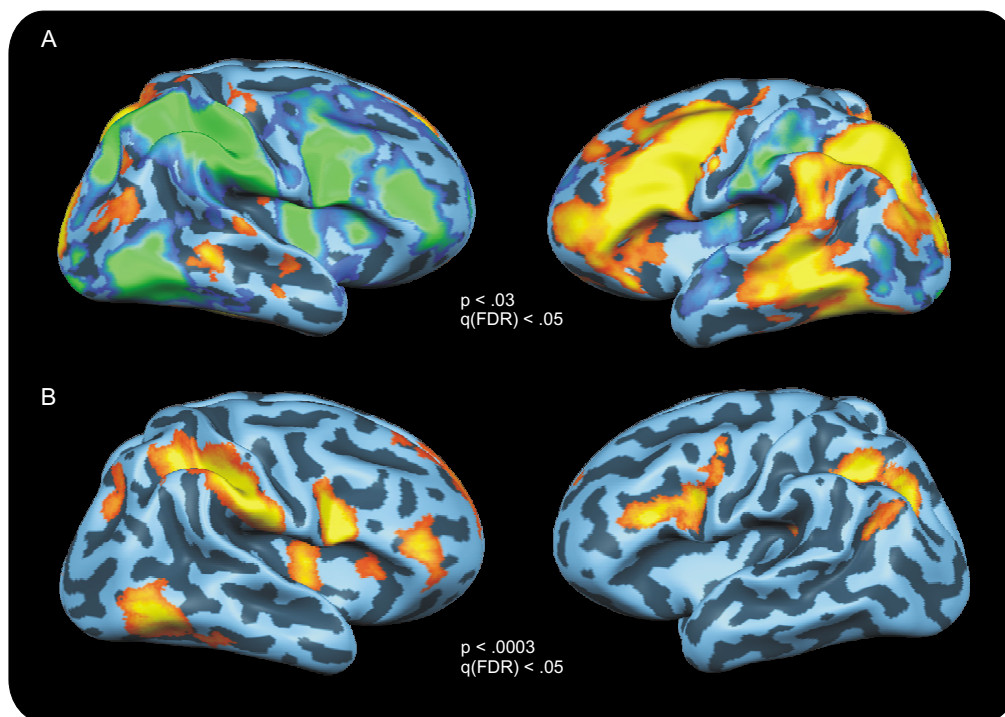 A
p < .03
q(FDR) < .05
B
p < .0003
q(FDR) < .05